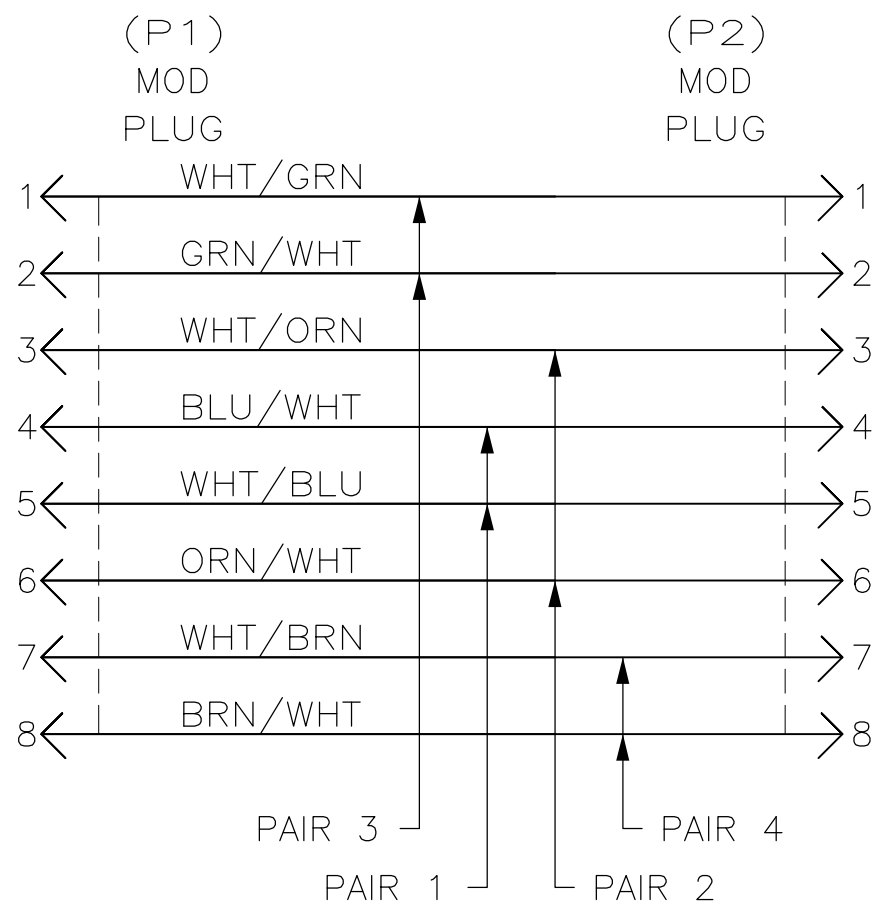 (P1) (P2)
MOD MOD
PLUG PLUG
WHT/GRN
1 1
GRN/WHT
2 2
WHT/ORN
3 3
BLU/WHT
4 4
WHT/BLU
5 5
ORN/WHT
6 6
WHT/BRN
7 7
BRN/WHT
8 8
PAIR 3 PAIR 4
PAIR 1 PAIR 2